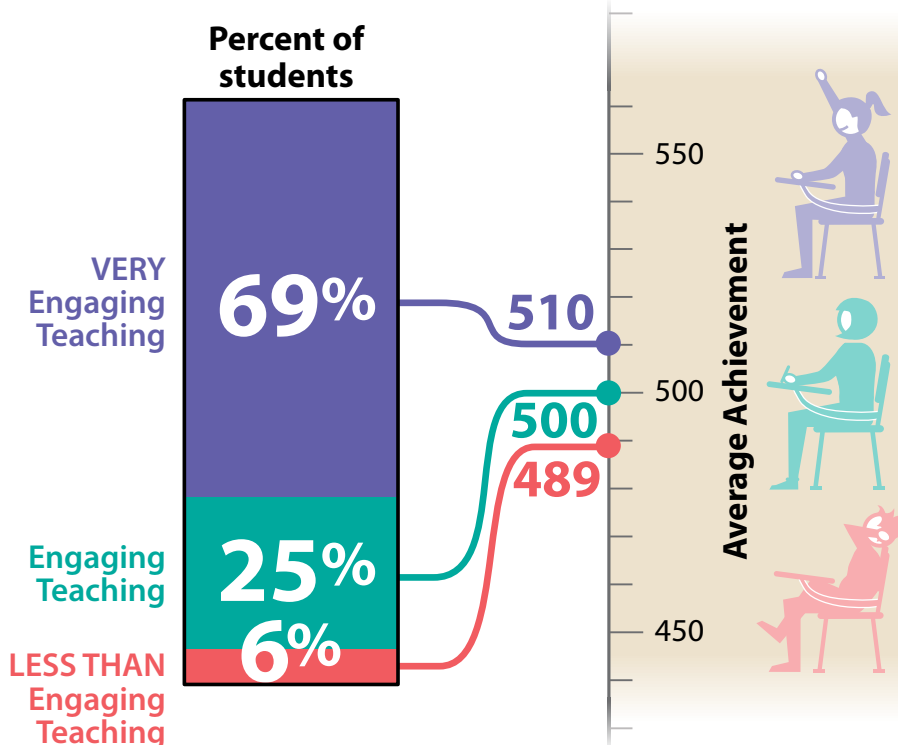 Percent of
students
VERY
Engaging
Teaching
69%
510
Engaging
Teaching
25%
500
LESS THAN
Engaging
Teaching
6%
489
550
500
450
Average Achievement